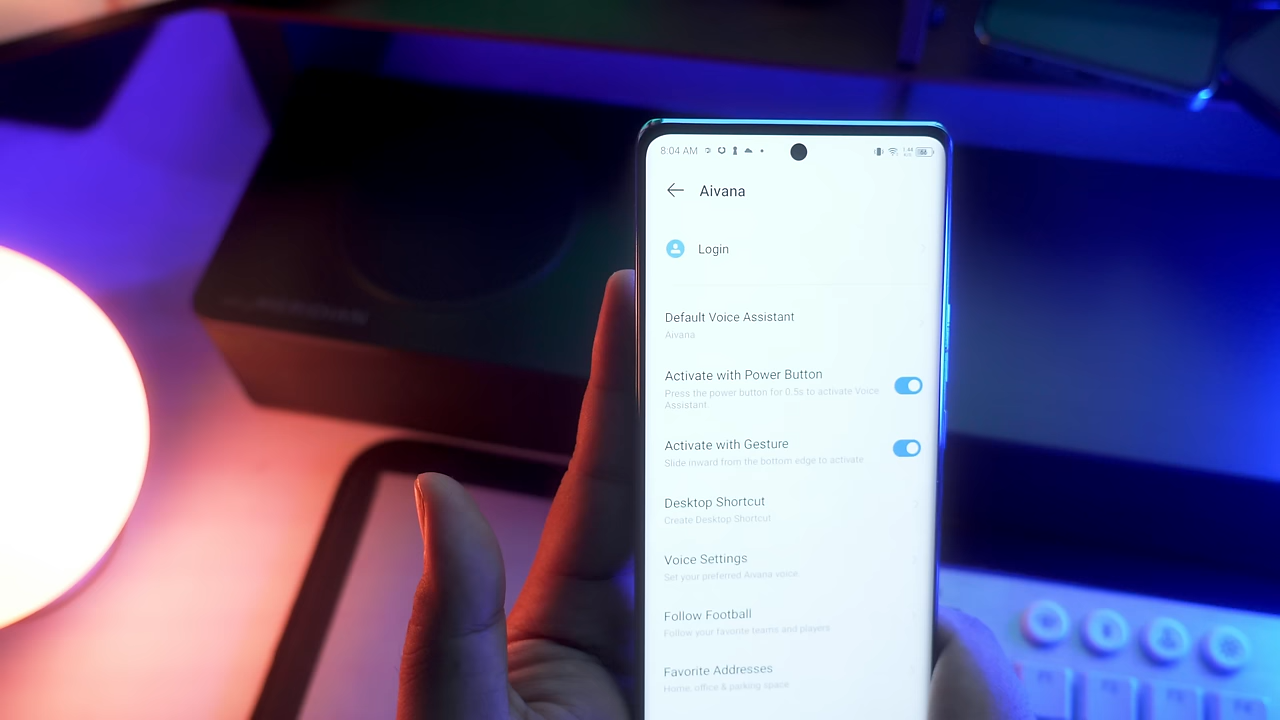 8:04 AM
Aivana
Login
Default Voice Assistant
Aivana
Activate with Power Button
Press the power button for 0.5s to activate Voice
Assistant.
Activate with Gesture
Slide inward from the bottom edge to activate
Desktop Shortcut
Create Desktop Shortcut
Voice Settings
Set your preferred Aivana voice.
Follow Football
Follow your favorite teams and players
Favorite Addresses
Home, office & parking space